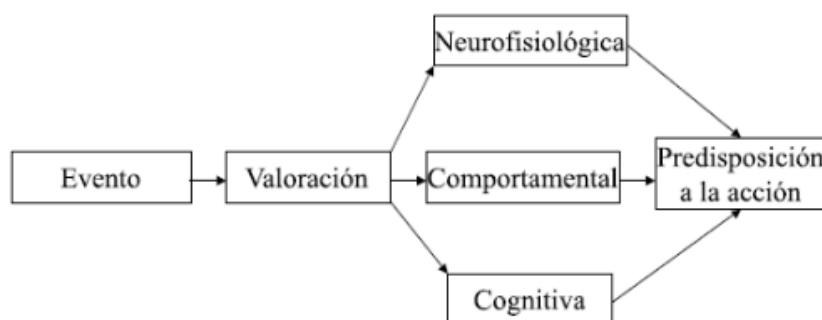 Neurofisiológica
Evento
Valoración
Comportamental
Predisposición
a la acción
Cognitiva